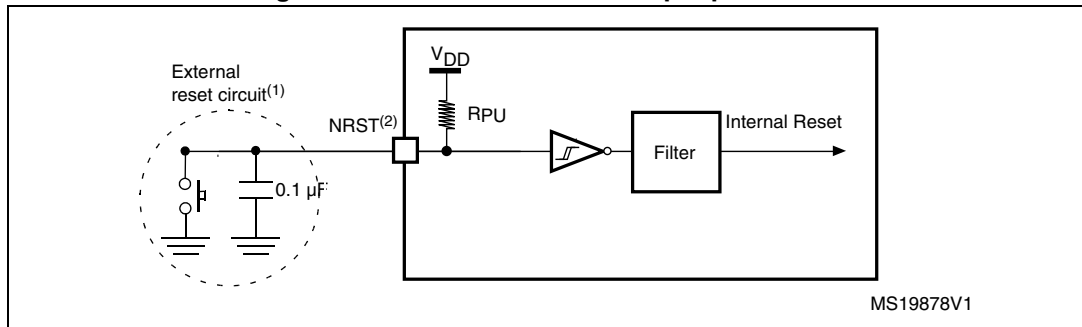 External
reset circuit(1)
VDD
RPU
NRST(2)
0.1 µF
Filter
Internal Reset
MS19878V1